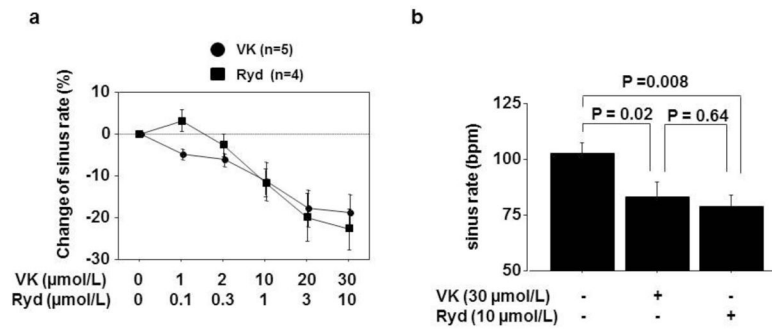 a
VK (n=5)
Ryd (n=4)
Change of sinus rate (%)
10
0
-10
-20
-30
VK (µmol/L) 0 1 2 10 20 30
Ryd (µmol/L) 0 0.1 0.3 1 3 10
b
P =0.008
P = 0.02 P = 0.64
sinus rate (bpm)
125
100
75
50
VK (30 µmol/L) - + -
Ryd (10 µmol/L) - - +